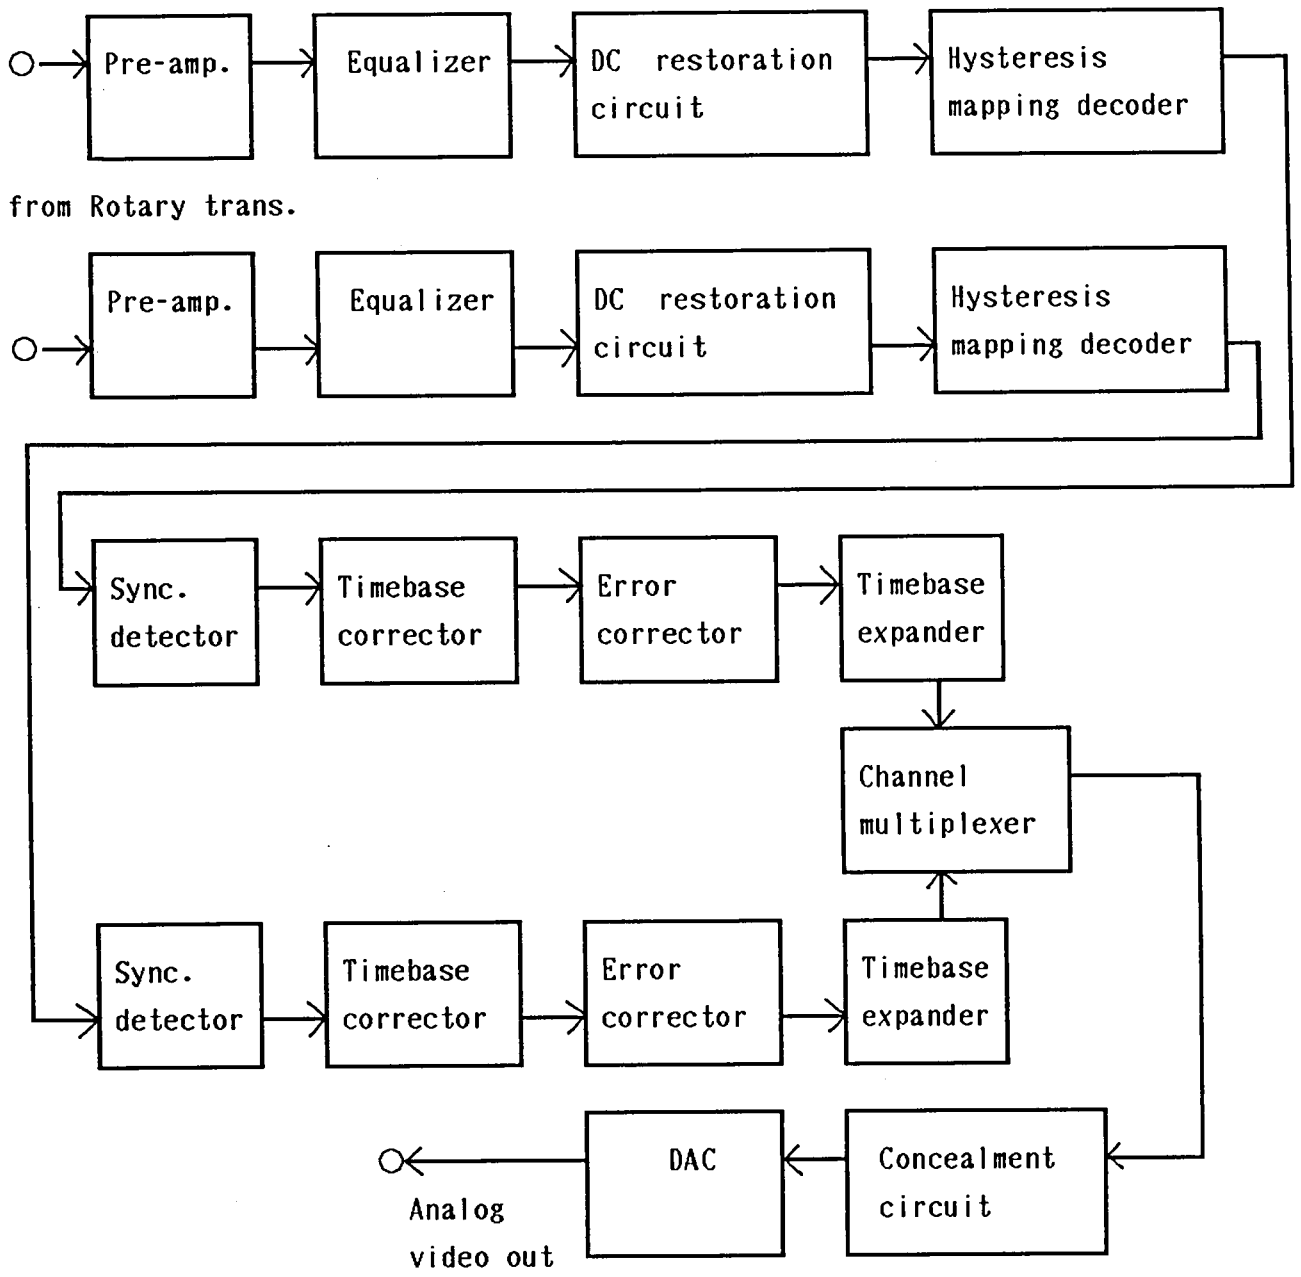 Pre-amp.
Equalizer
DC restoration
circuit
Hysteresis
mapping decoder
from Rotary trans.
Pre-amp.
Equalizer
DC restoration
circuit
Hysteresis
mapping decoder
Sync.
detector
Timebase
corrector
Error
corrector
Timebase
expander
Channel
multiplexer
Sync.
detector
Timebase
corrector
Error
corrector
Timebase
expander
DAC
Concealment
circuit
Analog
video out